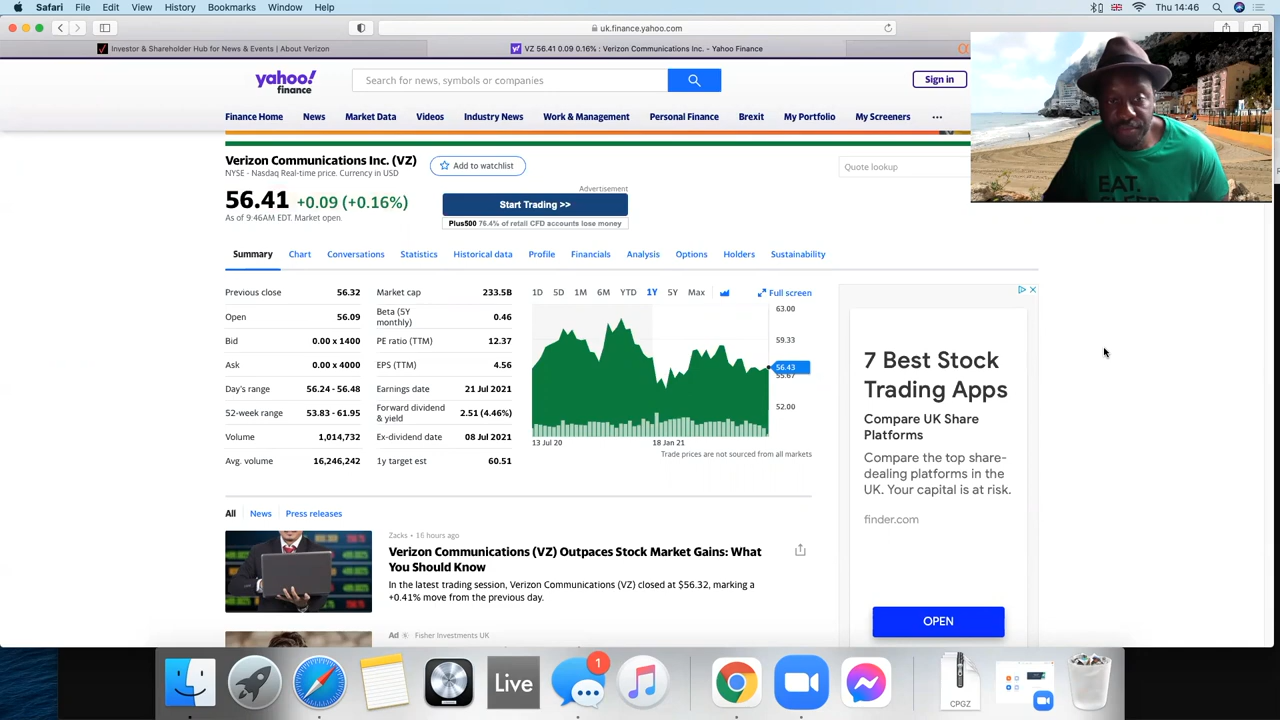 Safari File Edit View History Bookmarks Window Help Thu 14:46
uk.finance.yahoo.com
Investor & Shareholder Hub for News & Events | About Verizon
VZ 56.41 0.09 0.16% : Verizon Communications Inc. - Yahoo Finance
yahoo!
finance
Search for news, symbols or companies
Sign in
Finance Home News Market Data Videos Industry News Work & Management Personal Finance Brexit My Portfolio My Screeners
Verizon Communications Inc. (VZ)
Add to watchlist
NYSE - Nasdaq Real-time price. Currency in USD
Quote lookup
56.41 +0.09 (+0.16%)
As of 9:46AM EDT. Market open.
Advertisement
Start Trading >>
Plus500 76.4% of retail CFD accounts lose money
EAT.
SLEEP
Summary Chart Conversations Statistics Historical data Profile Financials Analysis Options Holders Sustainability
Previous close 56.32
Open 56.09
Bid 0.00 x 1400
Ask 0.00 x 4000
Day's range 56.24 - 56.48
52-week range 53.83 - 61.95
Volume 1,014,732
Avg. volume 16,246,242
Market cap 233.5B
Beta (5Y
monthly) 0.46
PE ratio (TTM) 12.37
EPS (TTM) 4.56
Earnings date 21 Jul 2021
Forward dividend
& yield 2.51 (4.46%)
Ex-dividend date 08 Jul 2021
1y target est 60.51
1D 5D 1M 6M YTD 1Y 5Y Max Full screen
63.00
59.33
56.43
55.67
52.00
13 Jul 20 18 Jan 21
Trade prices are not sourced from all markets
7 Best Stock
Trading Apps
Compare UK Share
Platforms
Compare the top share-
dealing platforms in the
UK. Your capital is at risk.
finder.com
OPEN
All News Press releases
Zacks • 16 hours ago
Verizon Communications (VZ) Outpaces Stock Market Gains: What
You Should Know
In the latest trading session, Verizon Communications (VZ) closed at $56.32, marking a
+0.41% move from the previous day.
Ad Fisher Investments UK
Live
1
CPGZ